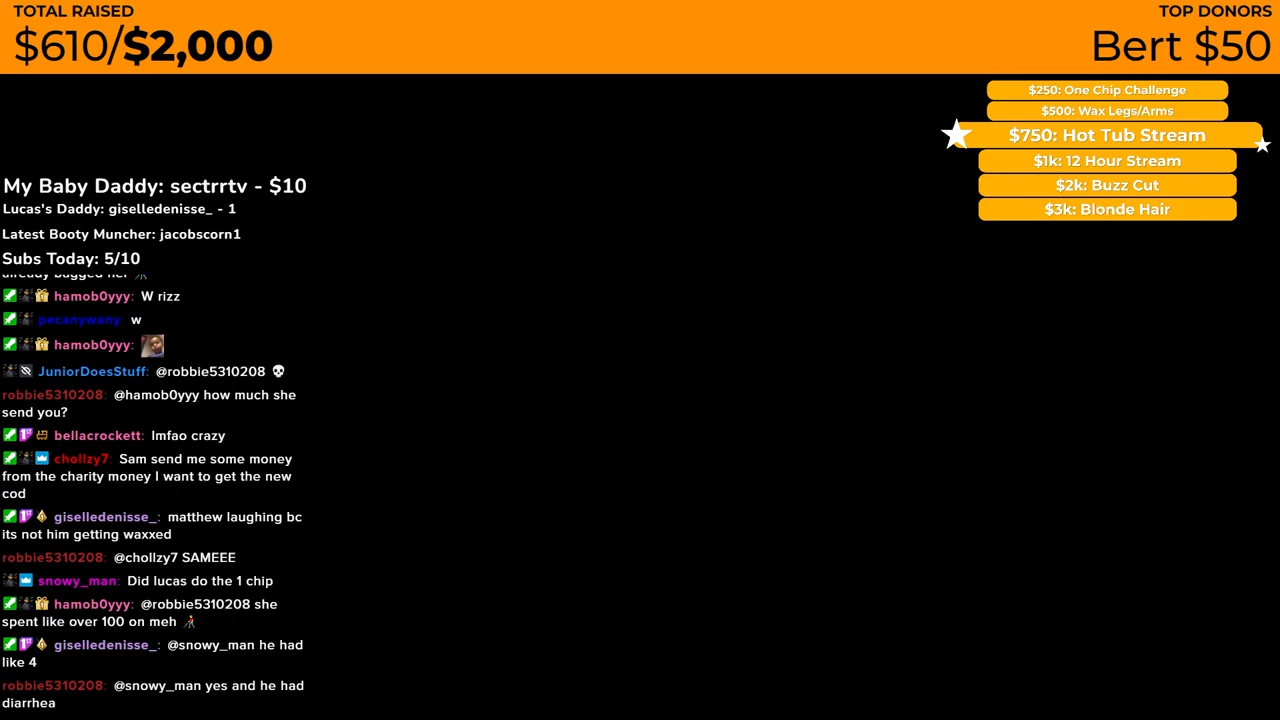 TOTAL RAISED
$610/$2,000
TOP DONORS
Bert $50
$250: One Chip Challenge
$500: Wax Legs/Arms
$750: Hot Tub Stream
$1k: 12 Hour Stream
$2k: Buzz Cut
$3k: Blonde Hair
My Baby Daddy: sectrrtv - $10
Lucas's Daddy: giselledenisse_ - 1
Latest Booty Muncher: jacobscorn1
Subs Today: 5/10
already bagged her
hamob0yyy: W rizz
pecanywany: w
hamob0yyy:
JuniorDoesStuff: @robbie5310208 💀
robbie5310208: @hamob0yyy how much she
send you?
bellacrockett: lmfao crazy
chollzy7: Sam send me some money
from the charity money I want to get the new
cod
giselledenisse_: matthew laughing bc
its not him getting waxxed
robbie5310208: @chollzy7 SAMEEE
snowy_man: Did lucas do the 1 chip
hamob0yyy: @robbie5310208 she
spent like over 100 on meh
giselledenisse_: @snowy_man he had
like 4
robbie5310208: @snowy_man yes and he had
diarrhea